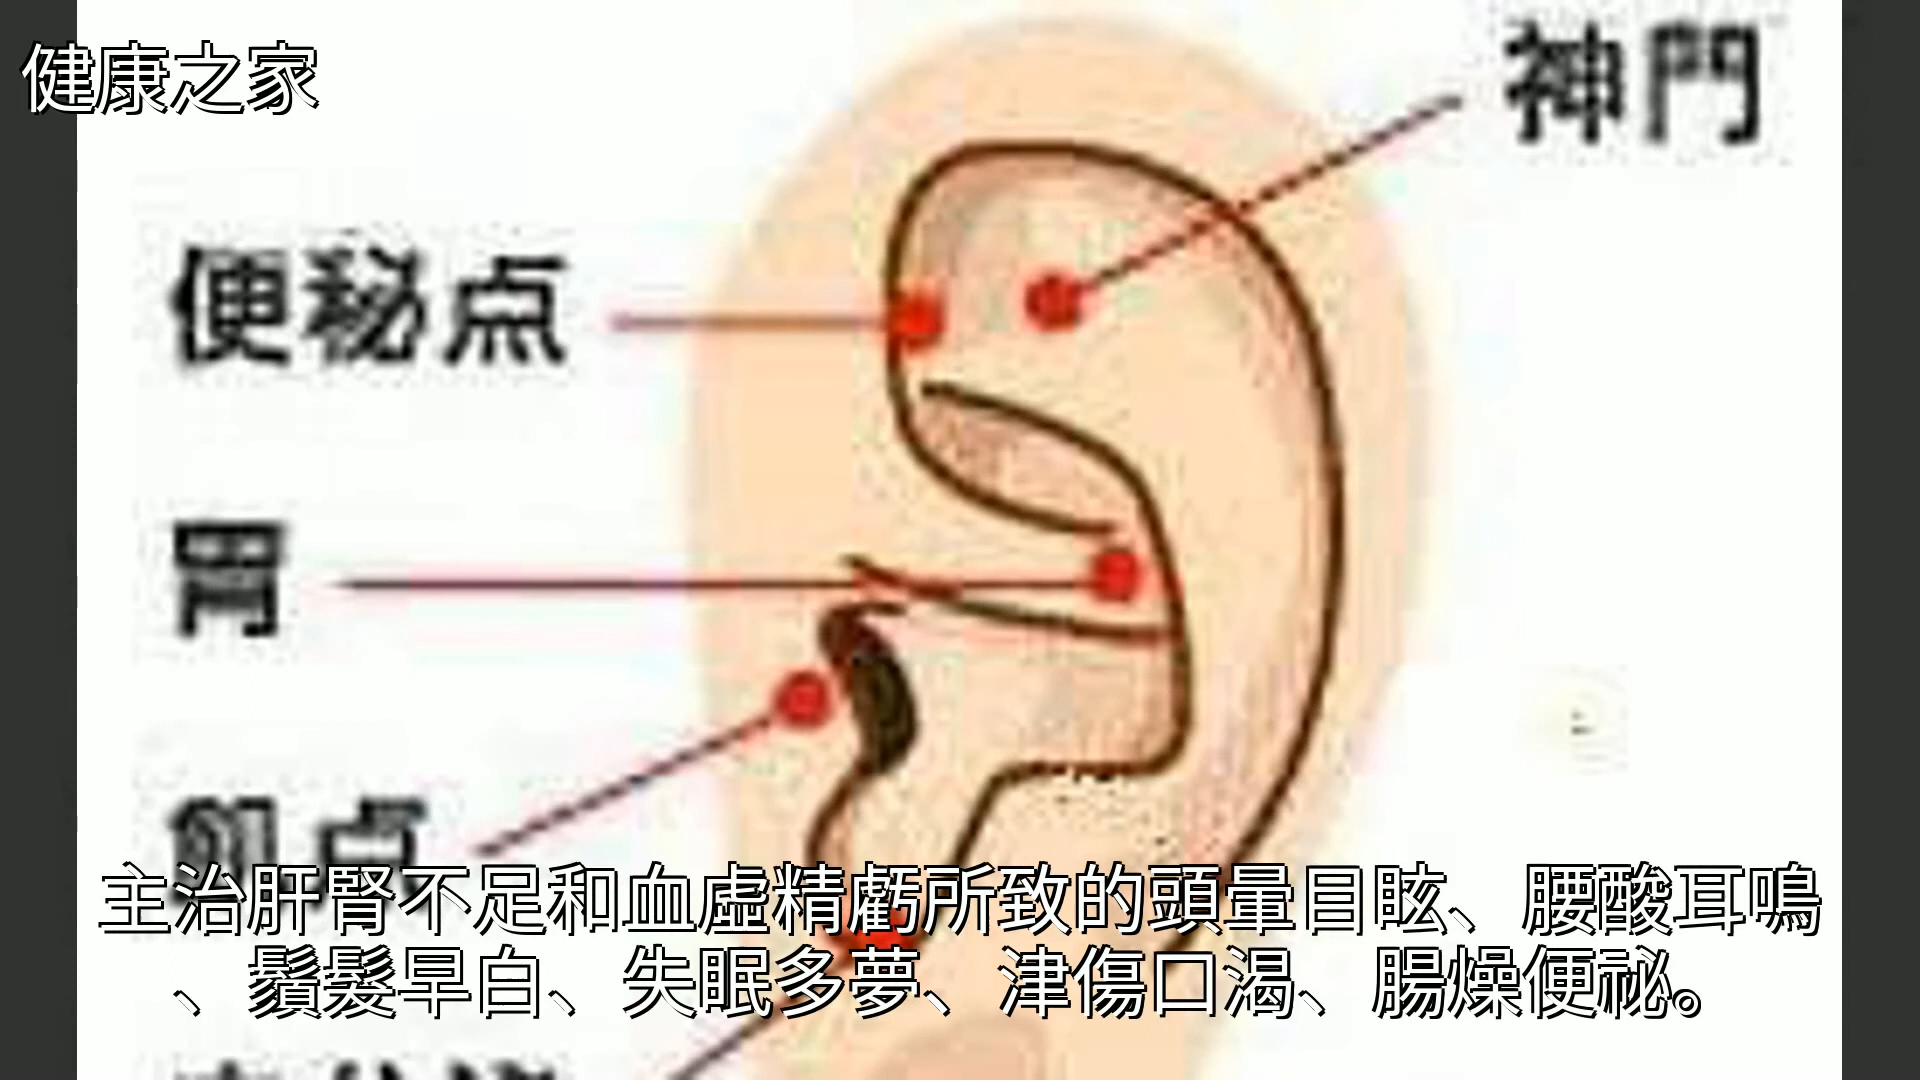 健康之家
神門
便秘点
胃
主治肝腎不足和血虛精虧所致的頭暈目眩、腰酸耳鳴
、鬚髮早白、失眠多夢、津傷口渴、腸燥便祕。